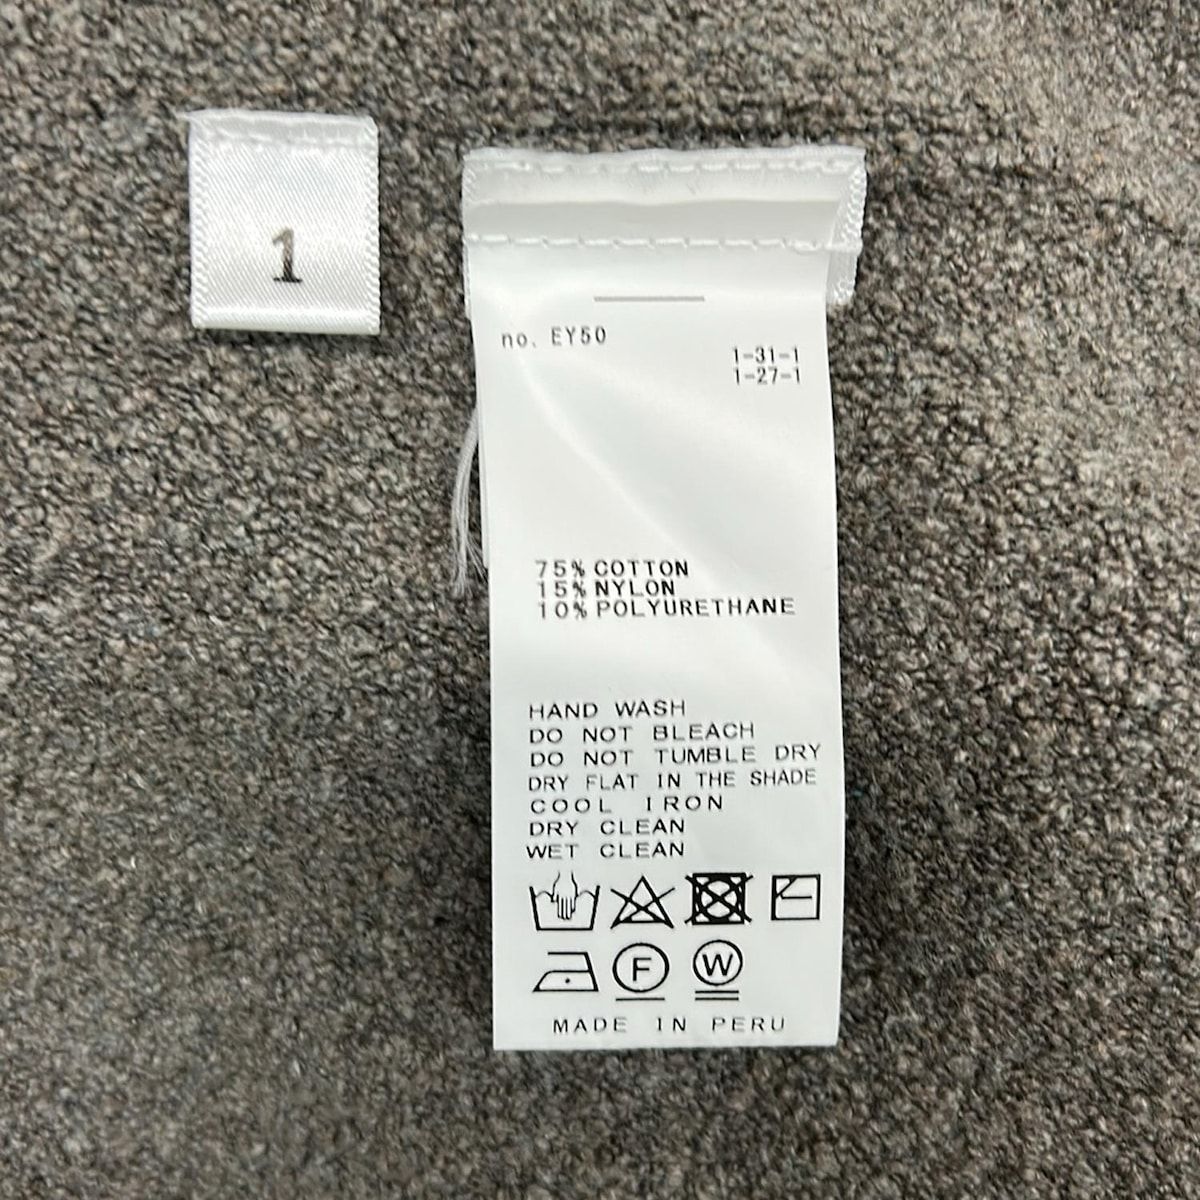 1
no. EY50
1-31-1
1-27-1
75% COTTON
15% NYLON
10% POLYURETHANE
HAND WASH
DO NOT BLEACH
DO NOT TUMBLE DRY
DRY FLAT IN THE SHADE
COOL IRON
DRY CLEAN
WET CLEAN
F W
MADE IN PERU